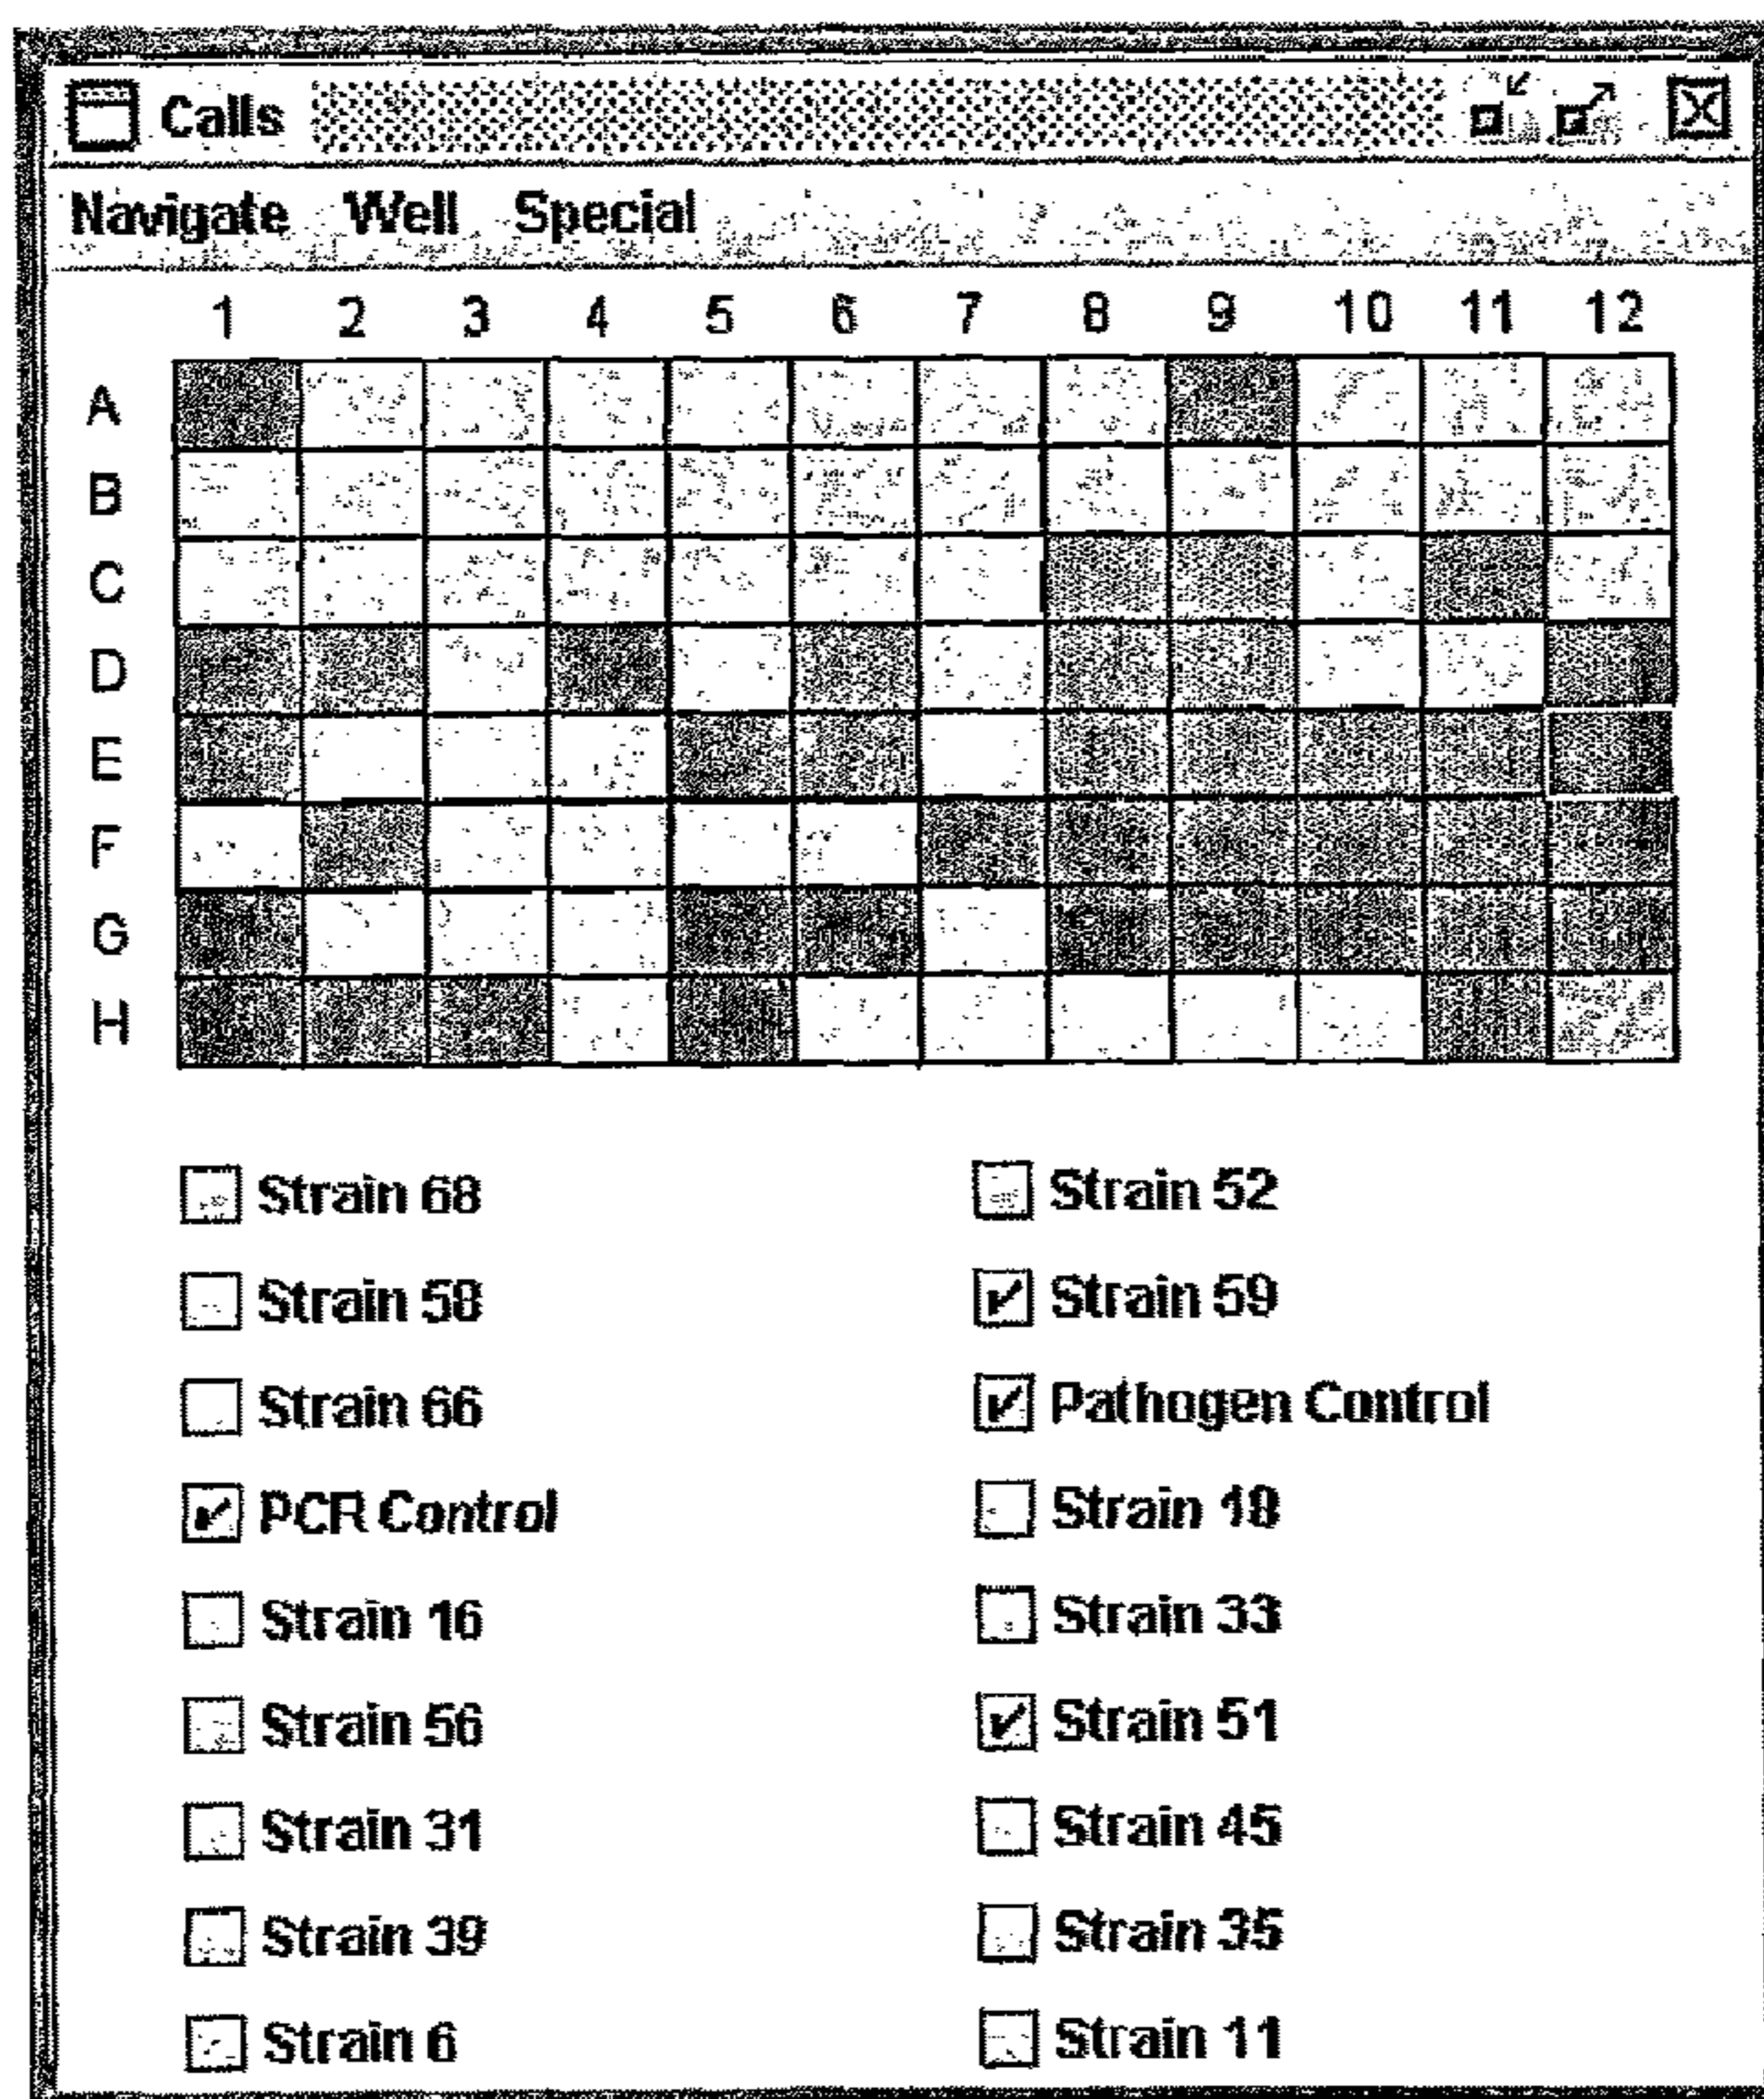 Calls
Navigate Well Special
1 2 3 4 5 6 7 8 9 10 11 12
A
B
C
D
E
F
G
H
Strain 68 Strain 52
Strain 58 Strain 59
Strain 66 Pathogen Control
PCR Control Strain 18
Strain 16 Strain 33
Strain 56 Strain 51
Strain 31 Strain 45
Strain 39 Strain 35
Strain 6 Strain 11